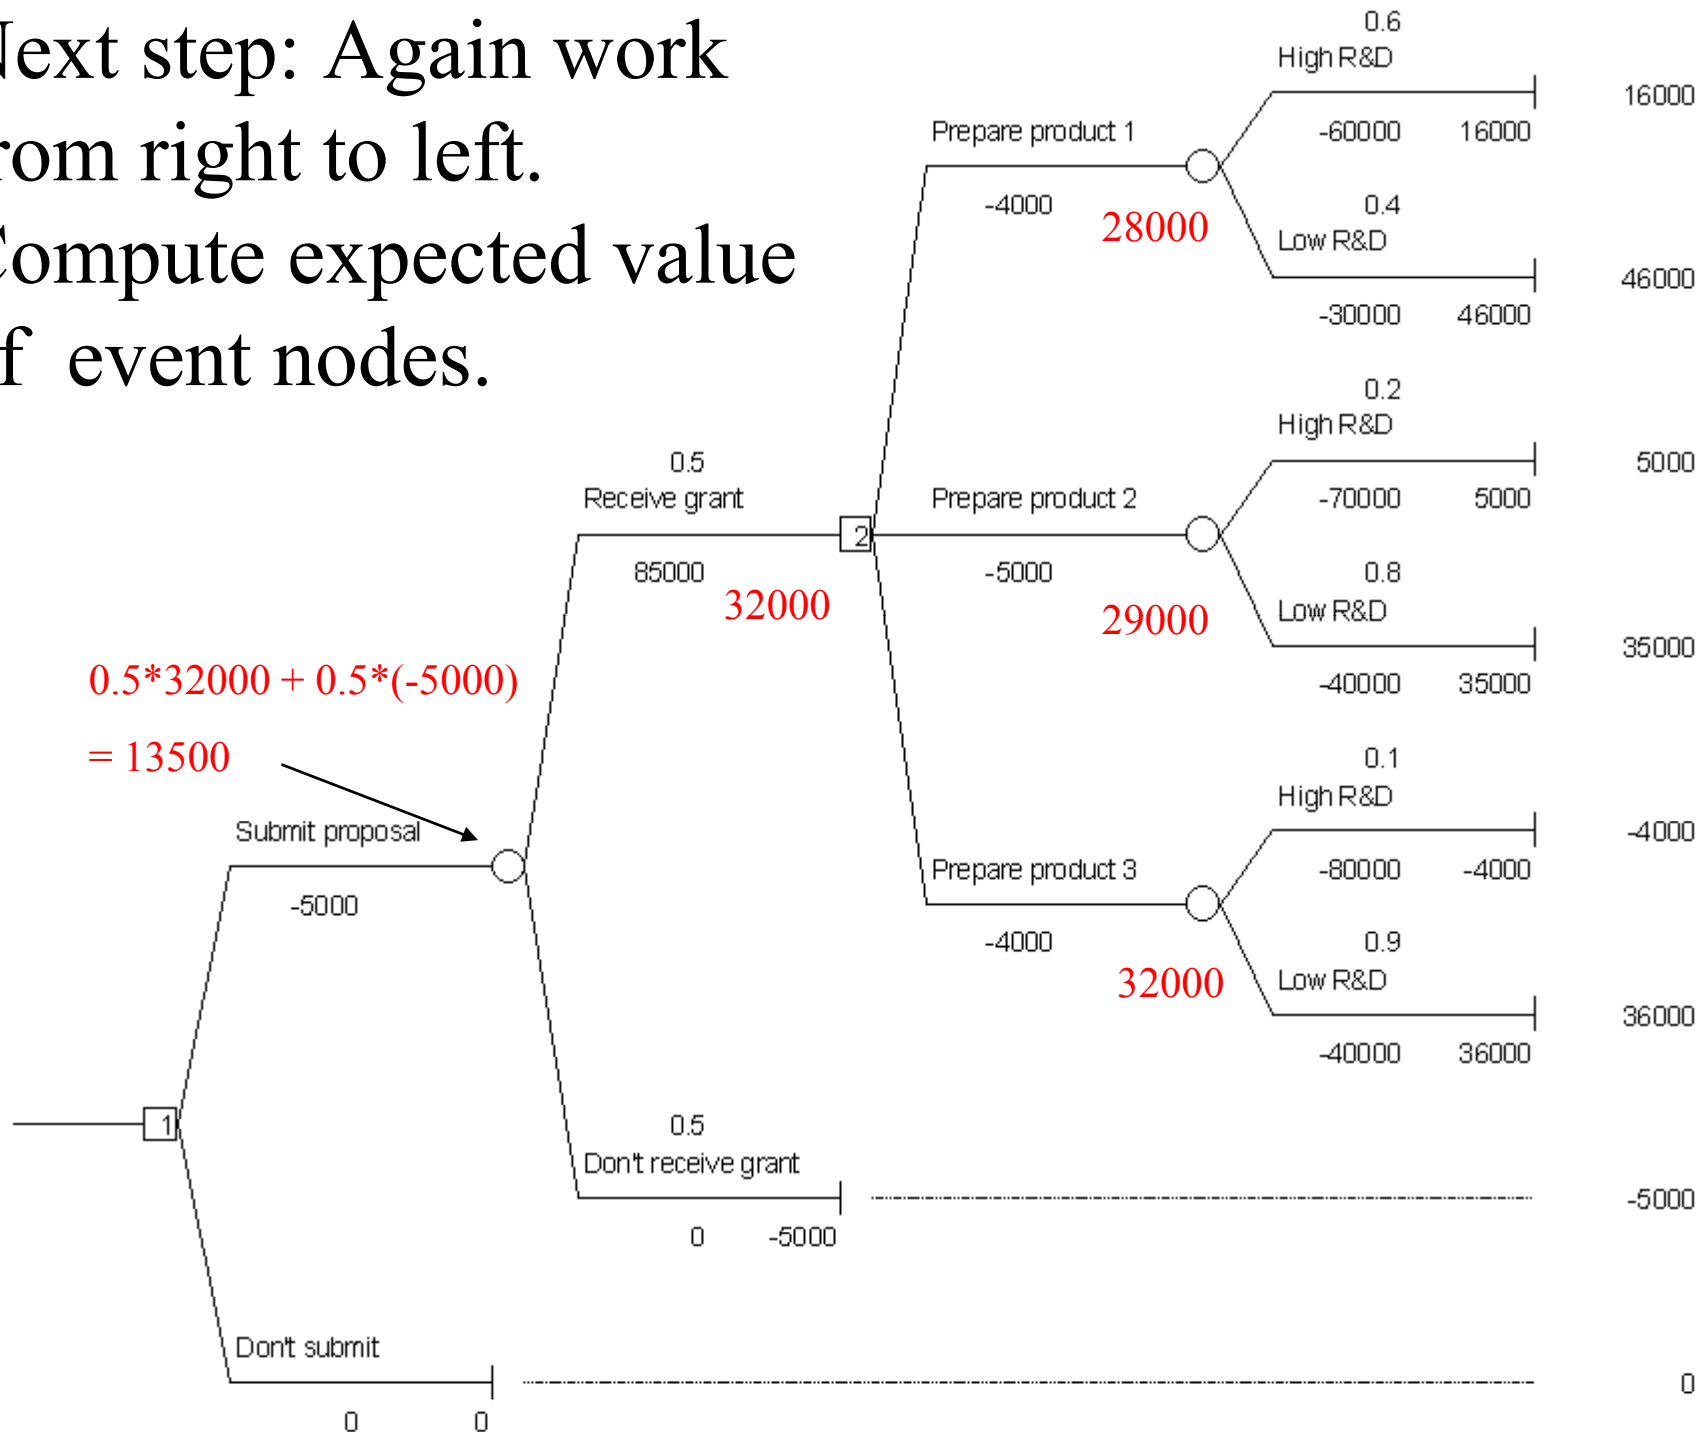 Next step: Again work
from right to left.
Compute expected value
of event nodes.
0.6
High R&D
16000
-60000 16000
Prepare product 1
-4000
28000
0.4
Low R&D
46000
-30000 46000
0.2
High R&D
5000
-70000 5000
0.5
Receive grant
85000
32000
2
Prepare product 2
-5000
29000
0.8
Low R&D
35000
-40000 35000
0.5*32000 + 0.5*(-5000)
= 13500
0.1
High R&D
-4000
-80000 -4000
Submit proposal
-5000
Prepare product 3
-4000
32000
0.9
Low R&D
36000
-40000 36000
1
0.5
Don't receive grant
-5000
0 -5000
Don't submit
0
0 0